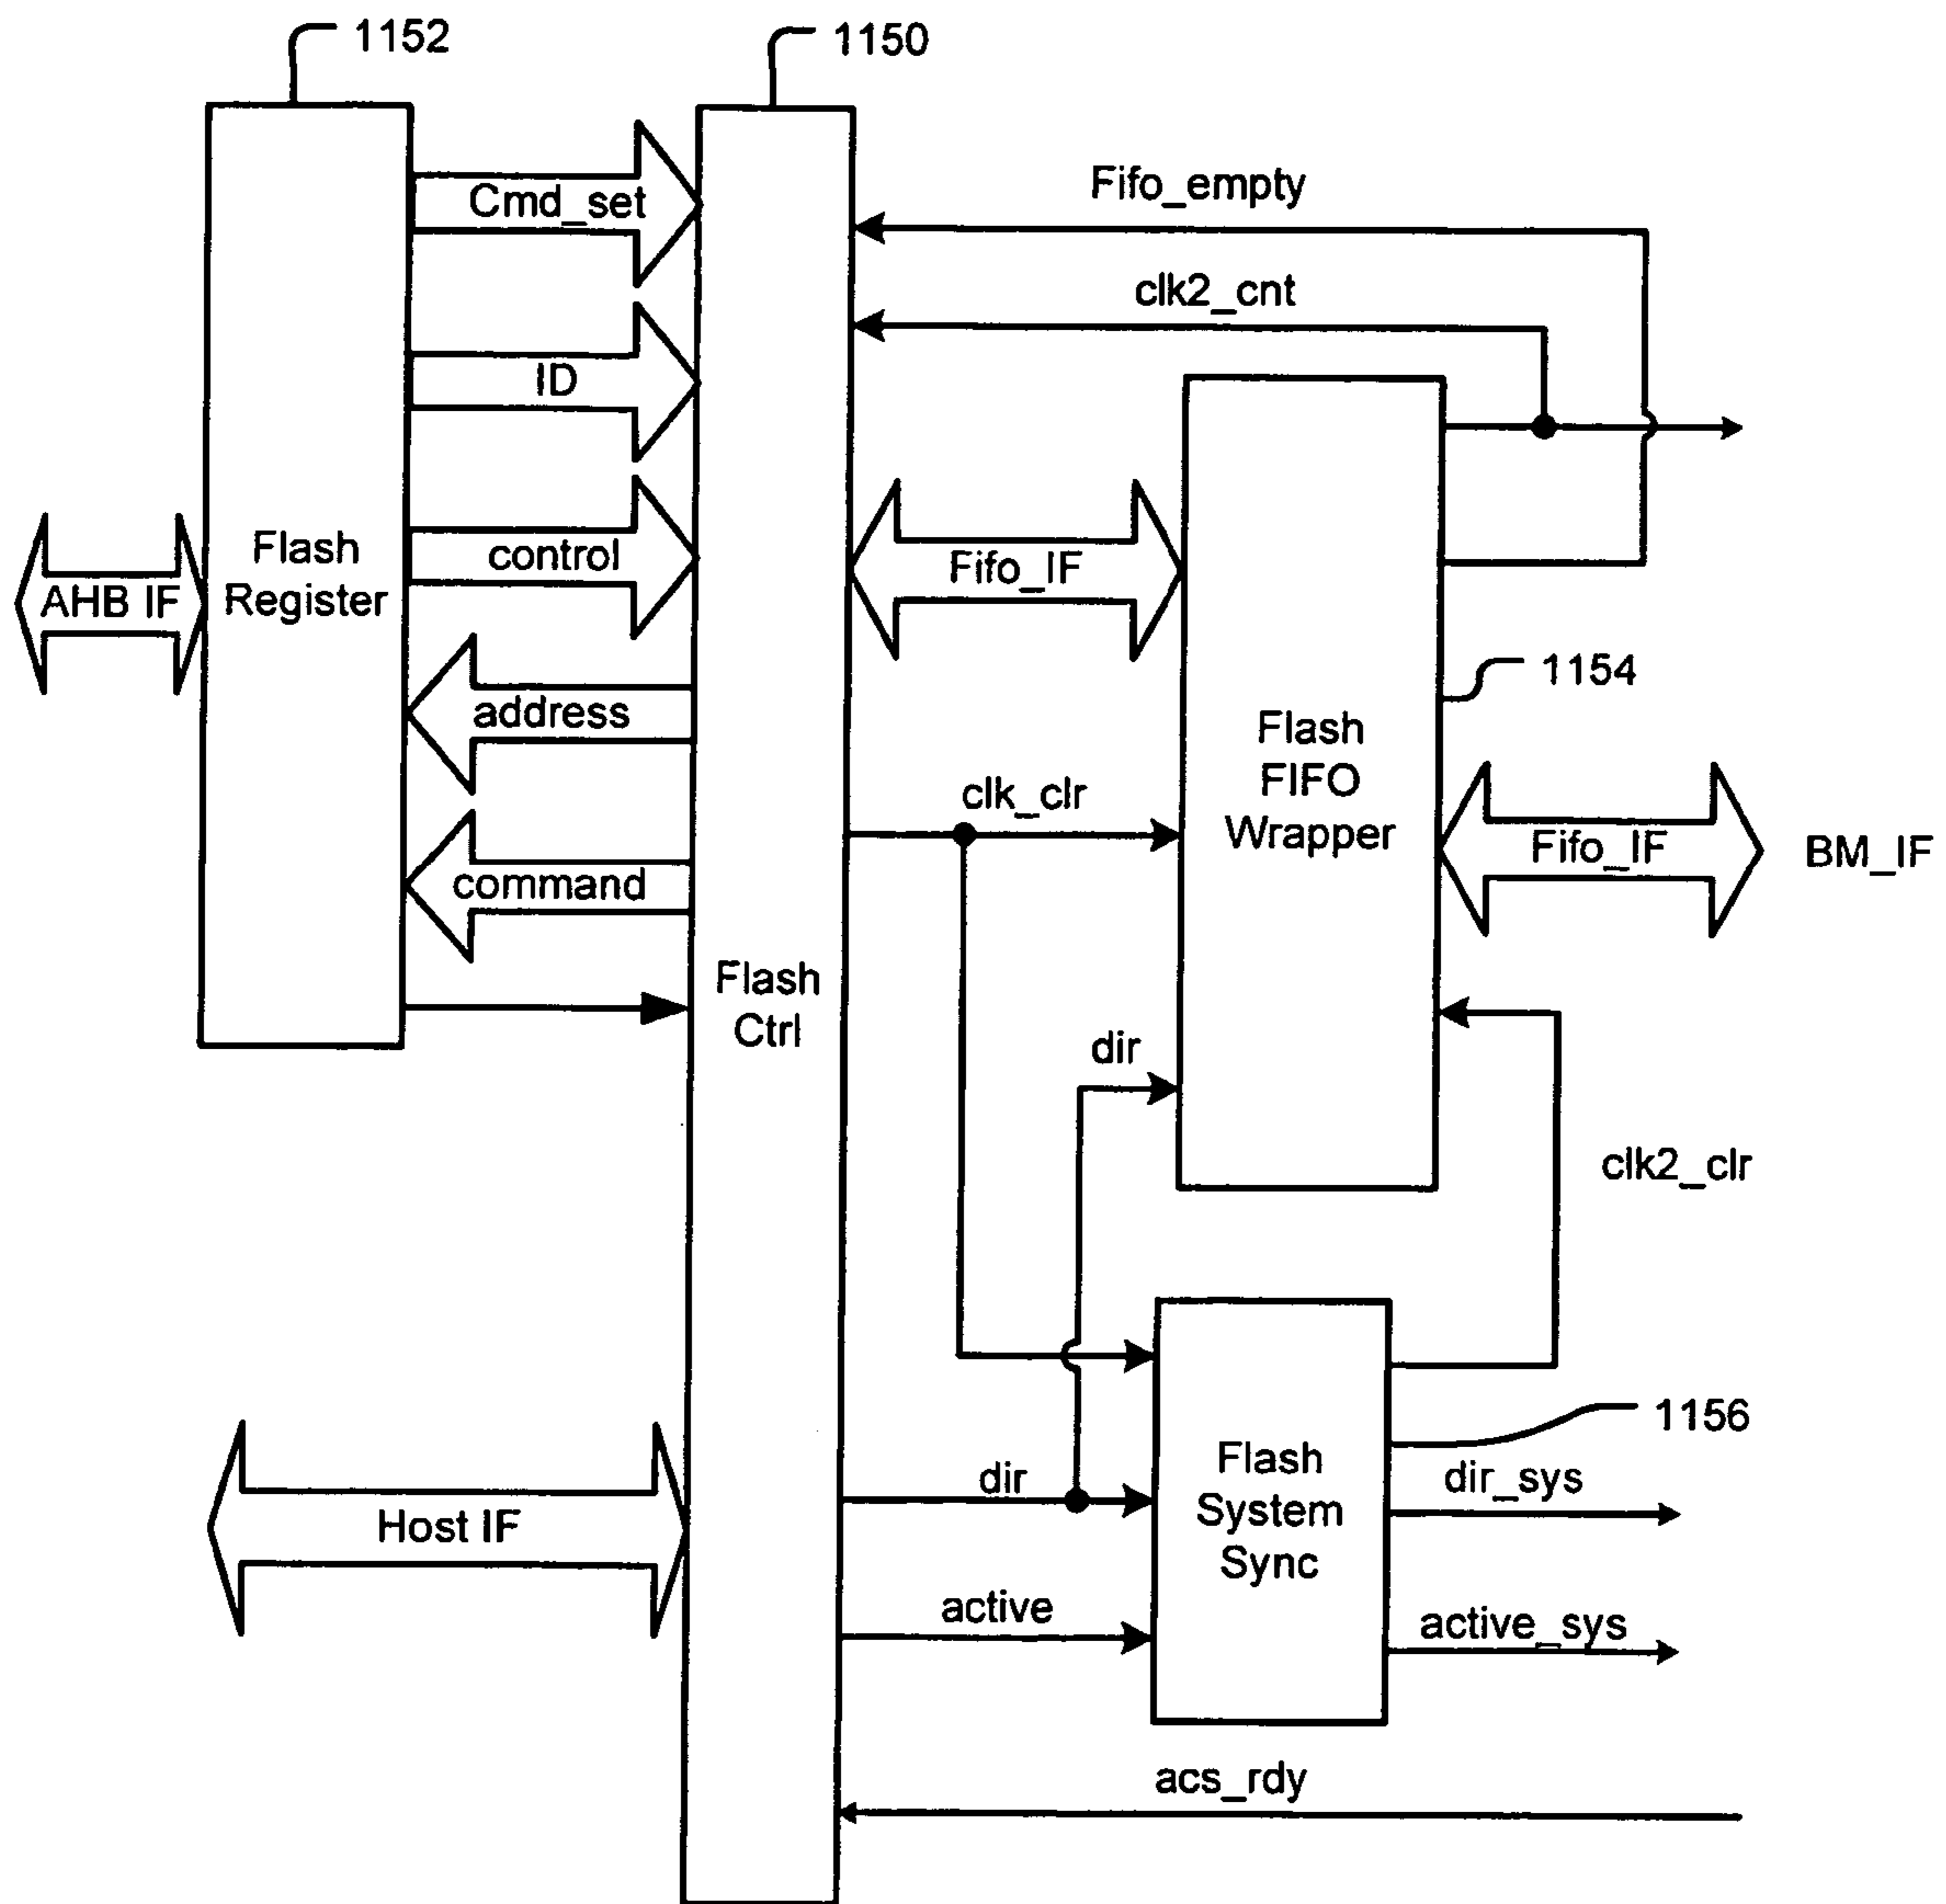 1152
1150
Cmd_set
Fifo_empty
clk2_cnt
ID
AHB IF
Flash
Register
control
Fifo_IF
1154
address
Flash
FIFO
Wrapper
clk_clr
Fifo_IF
BM_IF
command
Flash
Ctrl
dir
clk2_clr
1156
Flash
System
Sync
dir
dir_sys
Host IF
active
active_sys
acs_rdy